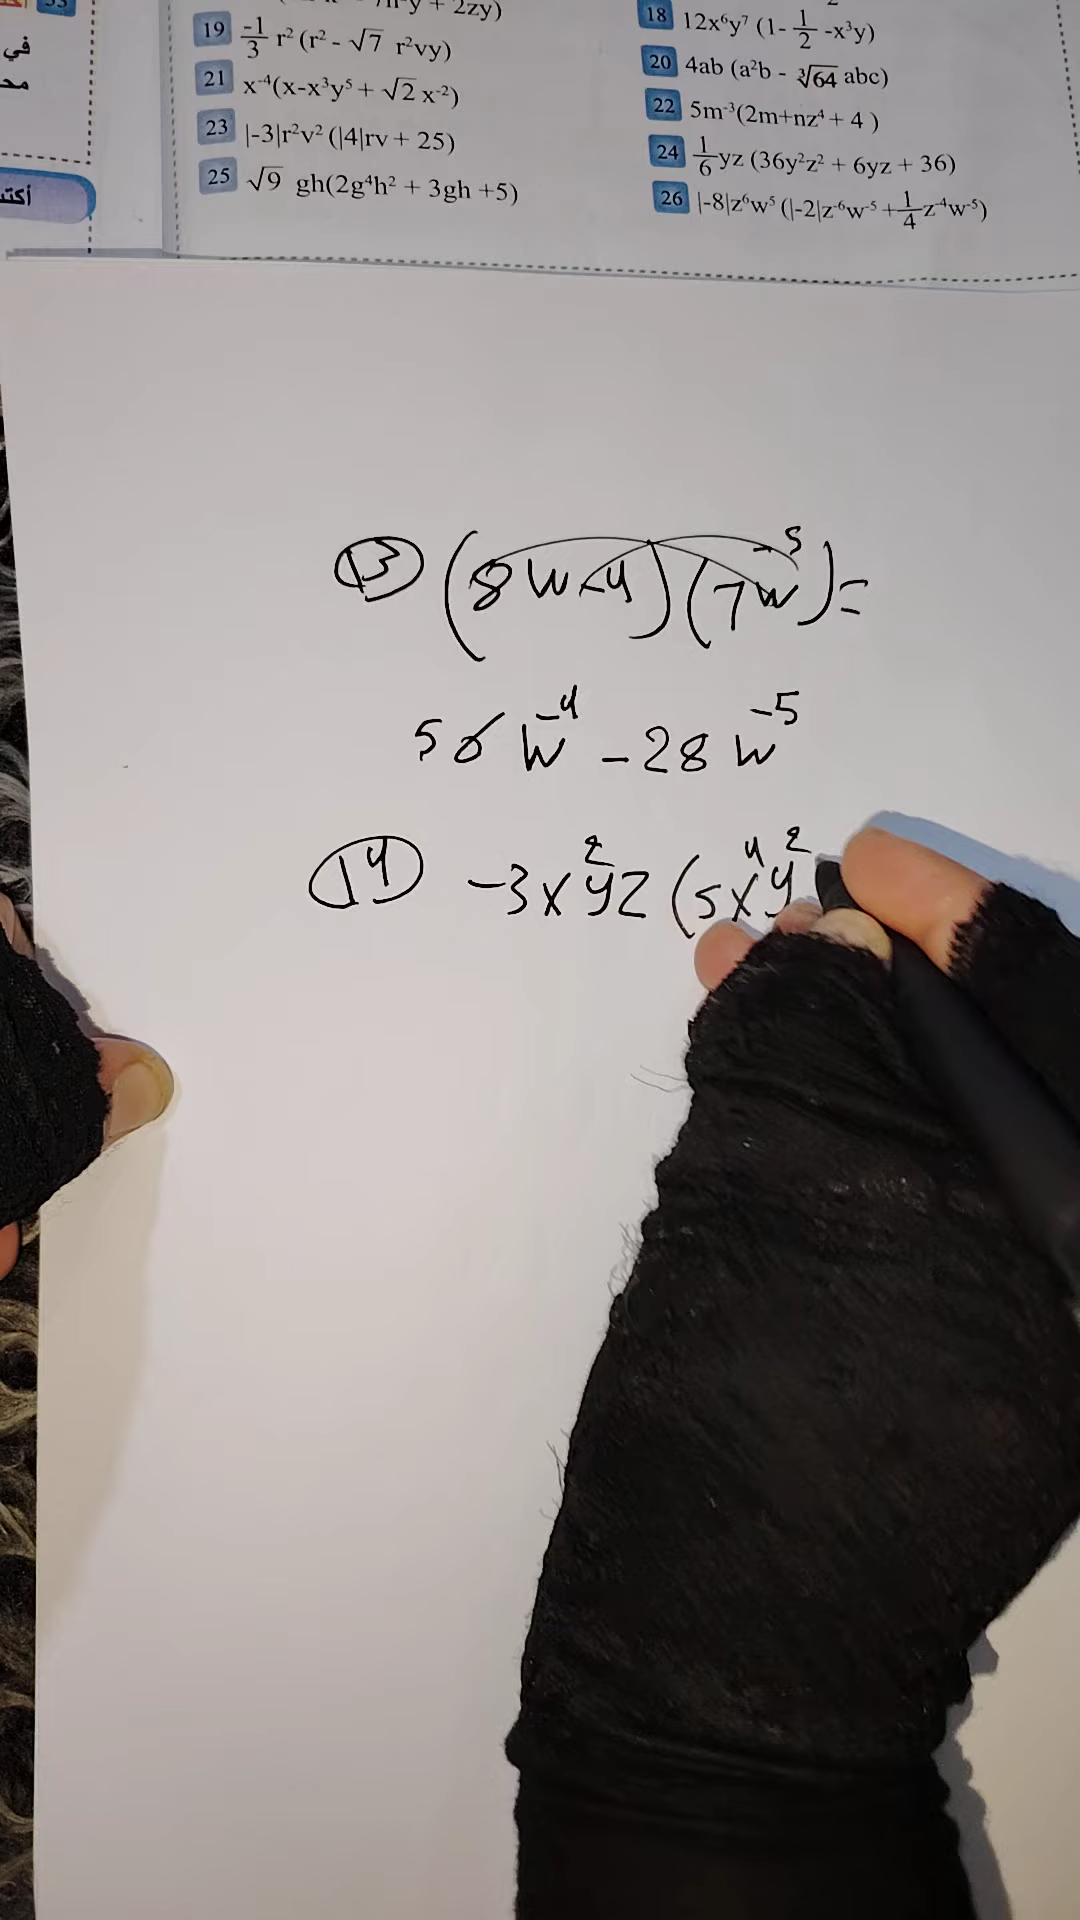 y + 2zy)
18 12x⁶y⁷ (1- 1/2 -x³y)
19 -1/3 r² (r² - √7 r²vy)
20 4ab (a²b - ∛64 abc)
21 x⁻⁴(x-x³y⁵ + √2 x⁻²)
22 5m⁻³(2m+nz⁴ + 4 )
23 |-3|r²v² (|4|rv + 25)
24 1/6 yz (36y²z² + 6yz + 36)
25 √9 gh(2g⁴h² + 3gh +5)
26 |-8|z⁶w⁵ (|-2|z⁻⁶w⁻⁵ + 1/4 z⁻⁴w⁻⁵)
في
13 (8w-4)(7w⁻⁵)=
56w⁻⁴ - 28w⁻⁵
14 -3xy²z (5x⁴y²